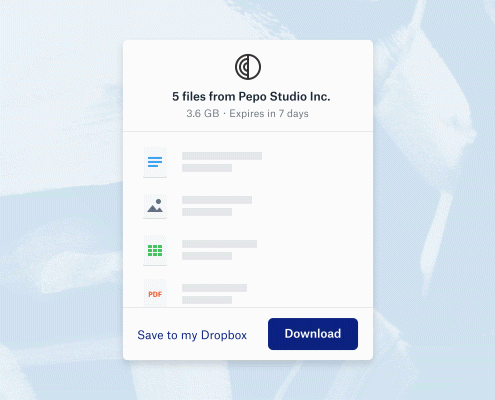 5 files from Pepo Studio Inc.
3.6 GB · Expires in 7 days
PDF
Save to my Dropbox
Download